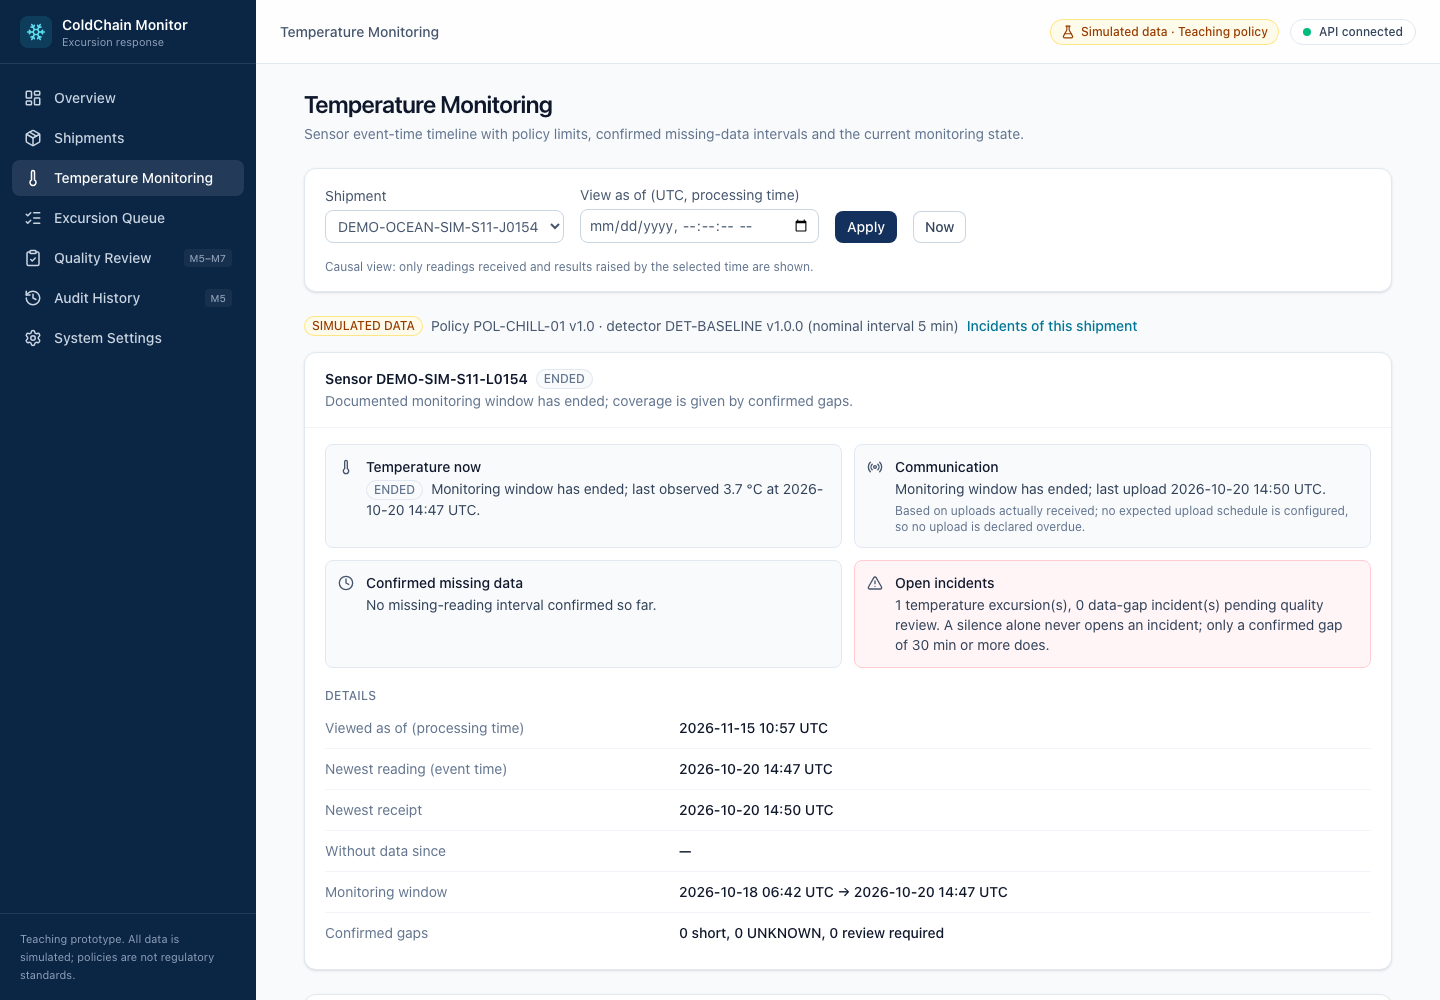 ColdChain Monitor
Excursion response
Overview
Shipments
Temperature Monitoring
Excursion Queue
Quality Review M5–M7
Audit History M5
System Settings
Teaching prototype. All data is
simulated; policies are not regulatory
standards.
Temperature Monitoring
Simulated data · Teaching policy
API connected
Temperature Monitoring
Sensor event-time timeline with policy limits, confirmed missing-data intervals and the current monitoring state.
Shipment
DEMO-OCEAN-SIM-S11-J0154
View as of (UTC, processing time)
mm/dd/yyyy, --:--:-- --
Apply
Now
Causal view: only readings received and results raised by the selected time are shown.
SIMULATED DATA Policy POL-CHILL-01 v1.0 · detector DET-BASELINE v1.0.0 (nominal interval 5 min) Incidents of this shipment
Sensor DEMO-SIM-S11-L0154 ENDED
Documented monitoring window has ended; coverage is given by confirmed gaps.
Temperature now
ENDED Monitoring window has ended; last observed 3.7 °C at 2026-
10-20 14:47 UTC.
Communication
Monitoring window has ended; last upload 2026-10-20 14:50 UTC.
Based on uploads actually received; no expected upload schedule is configured,
so no upload is declared overdue.
Confirmed missing data
No missing-reading interval confirmed so far.
Open incidents
1 temperature excursion(s), 0 data-gap incident(s) pending quality
review. A silence alone never opens an incident; only a confirmed gap
of 30 min or more does.
DETAILS
Viewed as of (processing time) 2026-11-15 10:57 UTC
Newest reading (event time) 2026-10-20 14:47 UTC
Newest receipt 2026-10-20 14:50 UTC
Without data since —
Monitoring window 2026-10-18 06:42 UTC → 2026-10-20 14:47 UTC
Confirmed gaps 0 short, 0 UNKNOWN, 0 review required